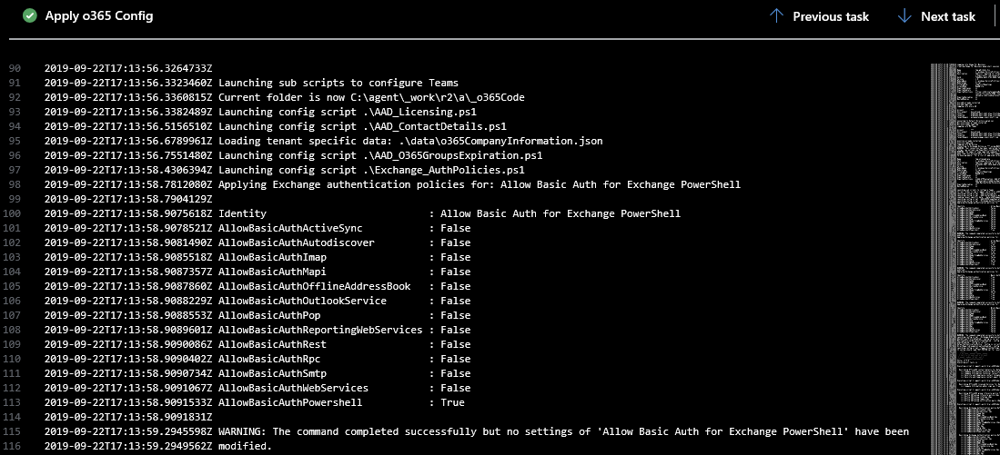 Apply o365 Config
Previous task
Next task
90 2019-09-22T17:13:56.3264733Z
91 2019-09-22T17:13:56.3323460Z Launching sub scripts to configure Teams
92 2019-09-22T17:13:56.3360815Z Current folder is now C:\agent\_work\r2\a\_o365Code
93 2019-09-22T17:13:56.3382489Z Launching config script .\AAD_Licensing.ps1
94 2019-09-22T17:13:56.5156510Z Launching config script .\AAD_ContactDetails.ps1
95 2019-09-22T17:13:56.6789961Z Loading tenant specific data: .\data\o365CompanyInformation.json
96 2019-09-22T17:13:56.7551480Z Launching config script .\AAD_O365GroupsExpiration.ps1
97 2019-09-22T17:13:58.4306394Z Launching config script .\Exchange_AuthPolicies.ps1
98 2019-09-22T17:13:58.7812080Z Applying Exchange authentication policies for: Allow Basic Auth for Exchange PowerShell
99 2019-09-22T17:13:58.7904129Z
100 2019-09-22T17:13:58.9075618Z Identity : Allow Basic Auth for Exchange PowerShell
101 2019-09-22T17:13:58.9078521Z AllowBasicAuthActiveSync : False
102 2019-09-22T17:13:58.9081490Z AllowBasicAuthAutodiscover : False
103 2019-09-22T17:13:58.9085518Z AllowBasicAuthImap : False
104 2019-09-22T17:13:58.9087357Z AllowBasicAuthMapi : False
105 2019-09-22T17:13:58.9087860Z AllowBasicAuthOfflineAddressBook : False
106 2019-09-22T17:13:58.9088229Z AllowBasicAuthOutlookService : False
107 2019-09-22T17:13:58.9088553Z AllowBasicAuthPop : False
108 2019-09-22T17:13:58.9089601Z AllowBasicAuthReportingWebServices : False
109 2019-09-22T17:13:58.9090086Z AllowBasicAuthRest : False
110 2019-09-22T17:13:58.9090402Z AllowBasicAuthRpc : False
111 2019-09-22T17:13:58.9090734Z AllowBasicAuthSmtp : False
112 2019-09-22T17:13:58.9091067Z AllowBasicAuthWebServices : False
113 2019-09-22T17:13:58.9091533Z AllowBasicAuthPowershell : True
114 2019-09-22T17:13:58.9091831Z
115 2019-09-22T17:13:59.2945598Z WARNING: The command completed successfully but no settings of 'Allow Basic Auth for Exchange PowerShell' have been
116 2019-09-22T17:13:59.2949562Z modified.